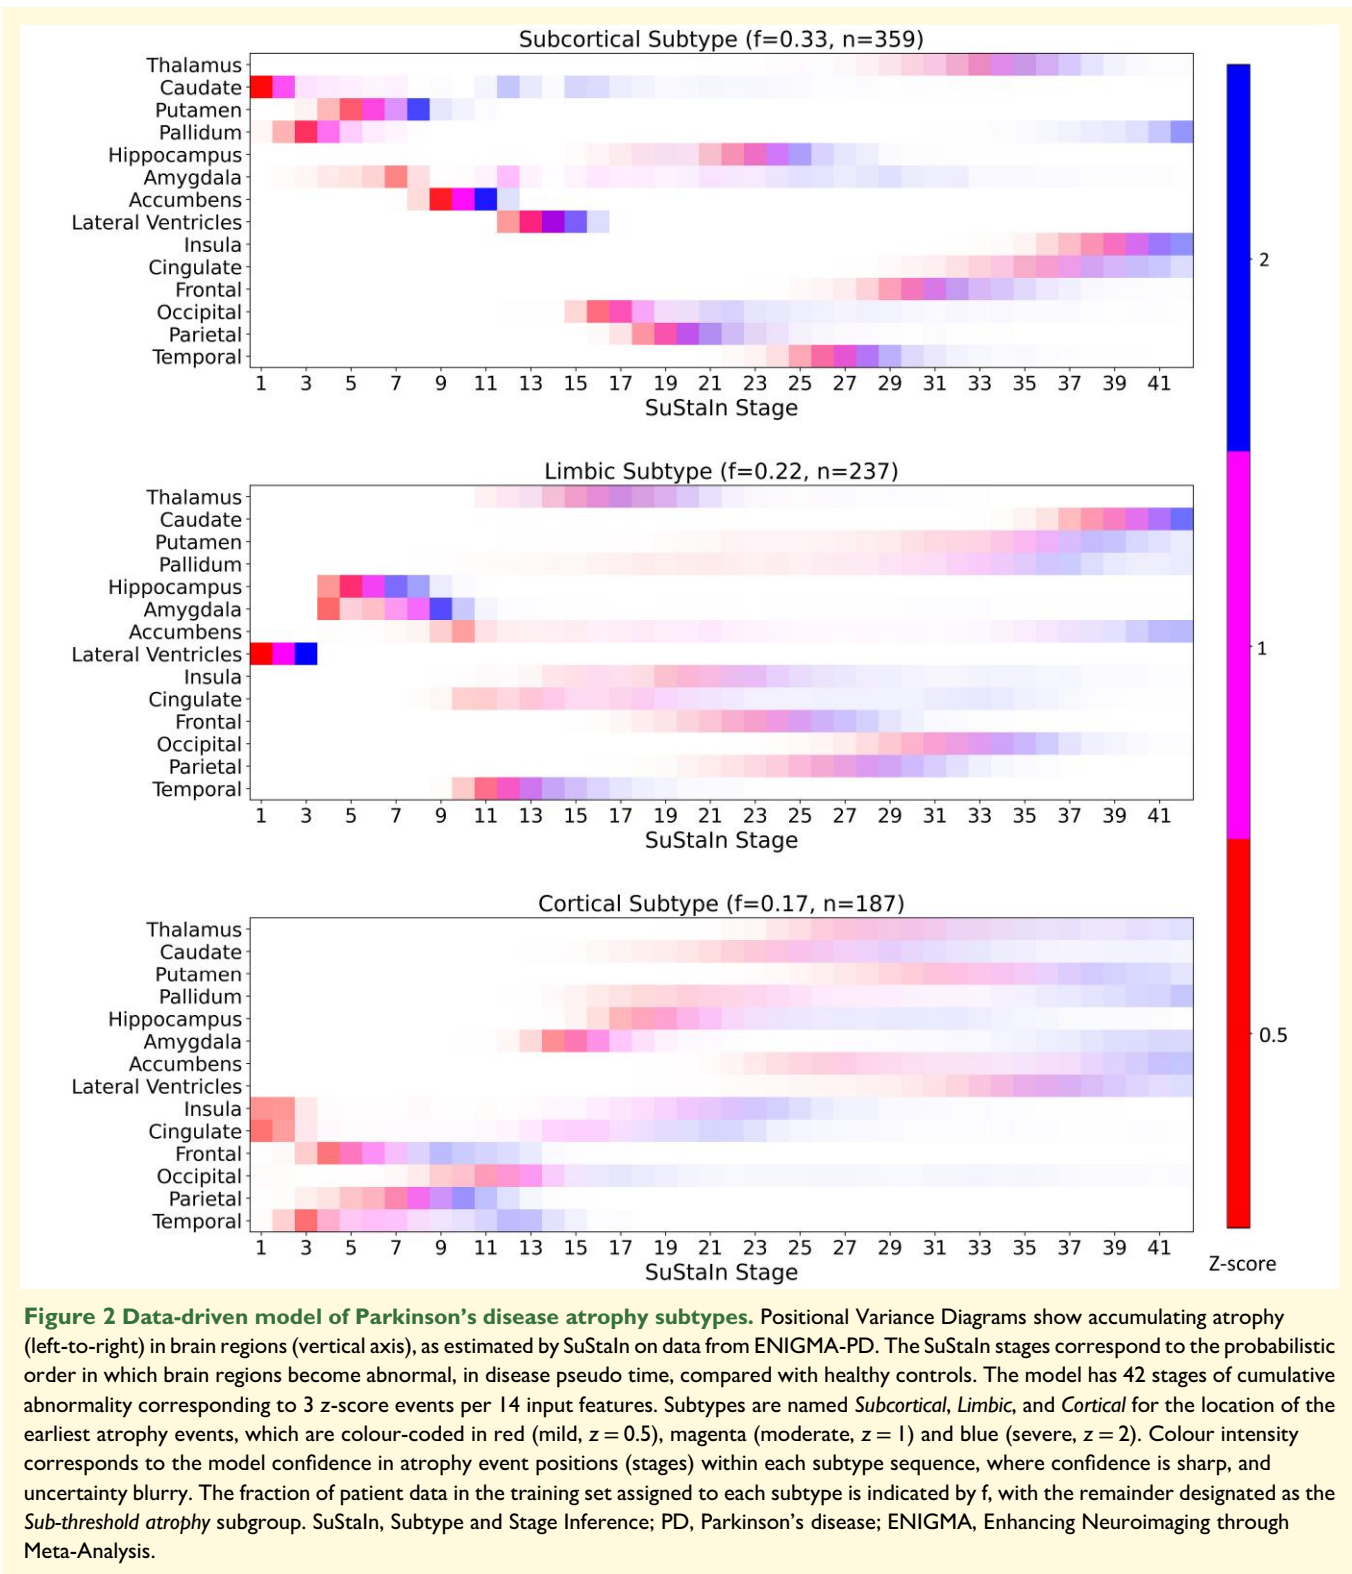 Subcortical Subtype (f=0.33, n=359)
Thalamus
Caudate
Putamen
Pallidum
Hippocampus
Amygdala
Accumbens
Lateral Ventricles
Insula
Cingulate
Frontal
Occipital
Parietal
Temporal
1 3 5 7 9 11 13 15 17 19 21 23 25 27 29 31 33 35 37 39 41
SuStaIn Stage
Limbic Subtype (f=0.22, n=237)
Thalamus
Caudate
Putamen
Pallidum
Hippocampus
Amygdala
Accumbens
Lateral Ventricles
Insula
Cingulate
Frontal
Occipital
Parietal
Temporal
1 3 5 7 9 11 13 15 17 19 21 23 25 27 29 31 33 35 37 39 41
SuStaIn Stage
Cortical Subtype (f=0.17, n=187)
Thalamus
Caudate
Putamen
Pallidum
Hippocampus
Amygdala
Accumbens
Lateral Ventricles
Insula
Cingulate
Frontal
Occipital
Parietal
Temporal
1 3 5 7 9 11 13 15 17 19 21 23 25 27 29 31 33 35 37 39 41
SuStaIn Stage
2
1
0.5
Z-score
Figure 2 Data-driven model of Parkinson's disease atrophy subtypes. Positional Variance Diagrams show accumulating atrophy
(left-to-right) in brain regions (vertical axis), as estimated by SuStaIn on data from ENIGMA-PD. The SuStaIn stages correspond to the probabilistic
order in which brain regions become abnormal, in disease pseudo time, compared with healthy controls. The model has 42 stages of cumulative
abnormality corresponding to 3 z-score events per 14 input features. Subtypes are named Subcortical, Limbic, and Cortical for the location of the
earliest atrophy events, which are colour-coded in red (mild, z = 0.5), magenta (moderate, z = 1) and blue (severe, z = 2). Colour intensity
corresponds to the model confidence in atrophy event positions (stages) within each subtype sequence, where confidence is sharp, and
uncertainty blurry. The fraction of patient data in the training set assigned to each subtype is indicated by f, with the remainder designated as the
Sub-threshold atrophy subgroup. SuStaIn, Subtype and Stage Inference; PD, Parkinson's disease; ENIGMA, Enhancing Neuroimaging through
Meta-Analysis.